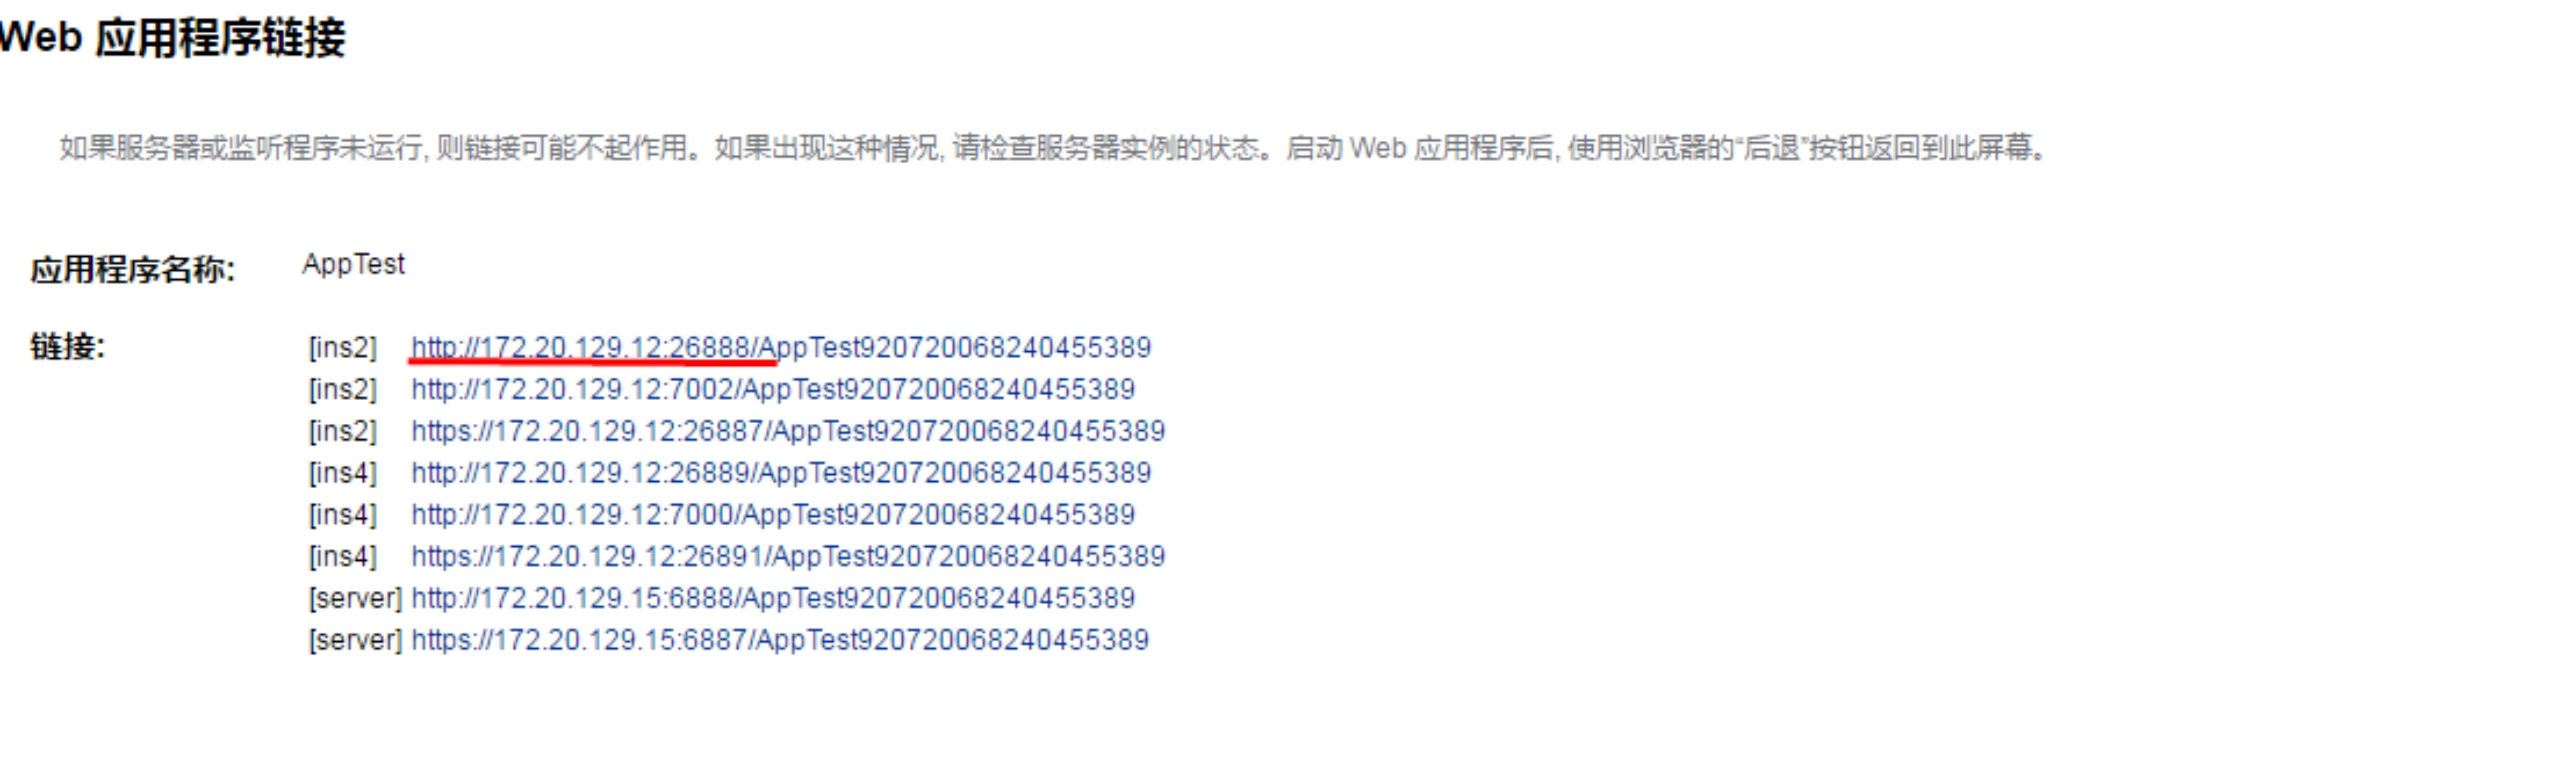 Web 应用程序链接
如果服务器或监听程序未运行, 则链接可能不起作用。如果出现这种情况, 请检查服务器实例的状态。启动 Web 应用程序后, 使用浏览器的“后退”按钮返回到此屏幕。
应用程序名称: AppTest
链接: [ins2] http://172.20.129.12:26888/AppTest920720068240455389
[ins2] http://172.20.129.12:7002/AppTest920720068240455389
[ins2] https://172.20.129.12:26887/AppTest920720068240455389
[ins4] http://172.20.129.12:26889/AppTest920720068240455389
[ins4] http://172.20.129.12:7000/AppTest920720068240455389
[ins4] https://172.20.129.12:26891/AppTest920720068240455389
[server] http://172.20.129.15:6888/AppTest920720068240455389
[server] https://172.20.129.15:6887/AppTest920720068240455389